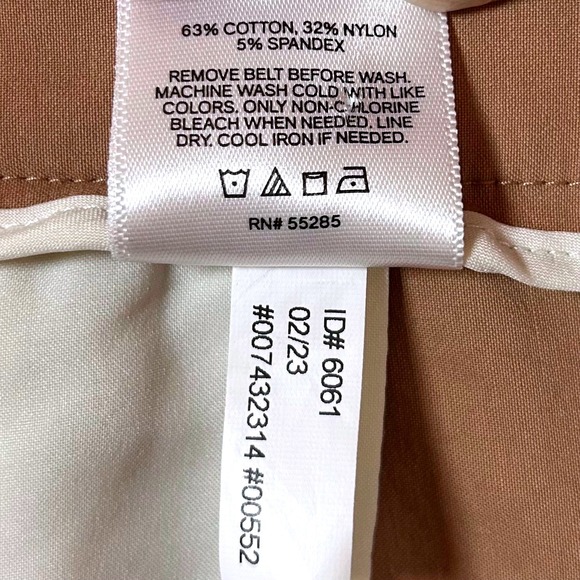 63% COTTON, 32% NYLON
5% SPANDEX
REMOVE BELT BEFORE WASH.
MACHINE WASH COLD WITH LIKE
COLORS. ONLY NON-CHLORINE
BLEACH WHEN NEEDED. LINE
DRY. COOL IRON IF NEEDED.
RN# 55285
ID# 6061
02/23
#007432314 #00552